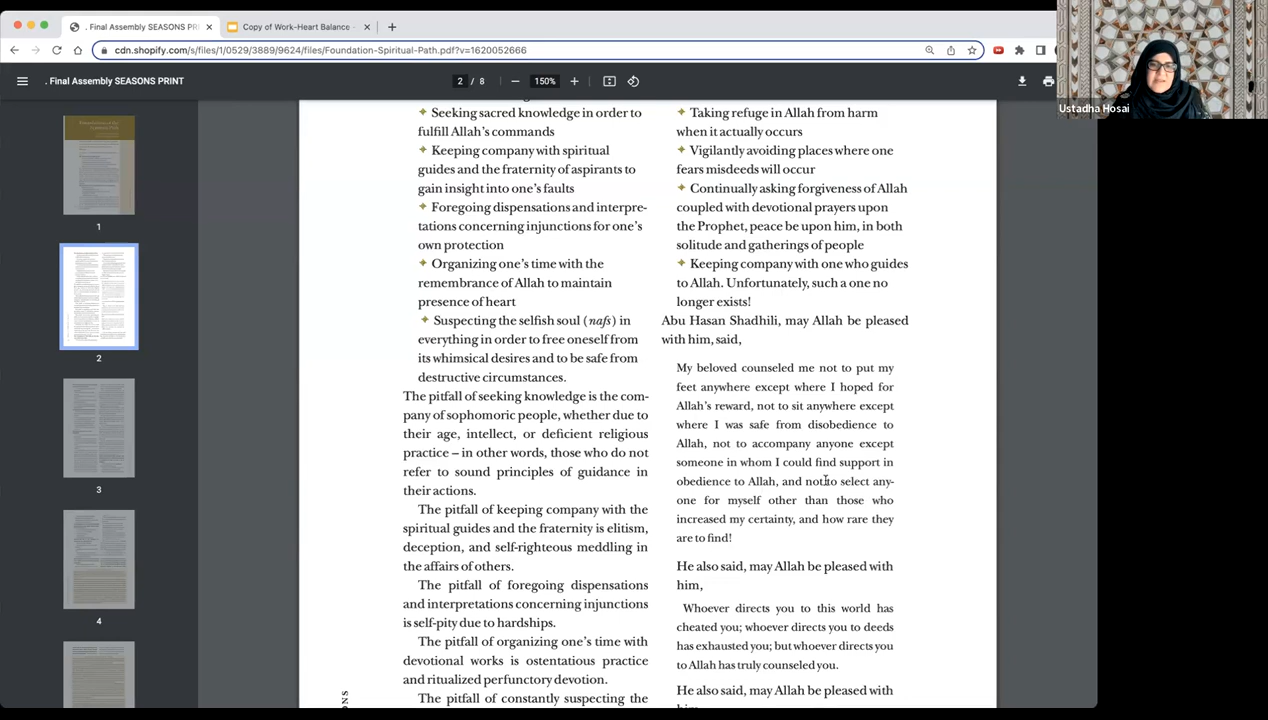 . Final Assembly SEASONS PRINT
Copy of Work-Heart Balance -
cdn.shopify.com/s/files/1/0529/3889/9624/files/Foundation-Spiritual-Path.pdf?v=1620052666
. Final Assembly SEASONS PRINT
2 / 8
150%
Ustadha Hosai
1
2
3
4
✦ Seeking sacred knowledge in order to
fulfill Allah's commands
✦ Keeping company with spiritual
guides and the fraternity of aspirants to
gain insight into one's faults
✦ Foregoing dispensations and interpre-
tations concerning injunctions for one's
own protection
✦ Organizing one's time with the
remembrance of Allah to maintain
presence of heart
✦ Suspecting the selfish soul (nafs) in
everything in order to free oneself from
its whimsical desires and to be safe from
destructive circumstances.
The pitfall of seeking knowledge is the com-
pany of sophomoric people, whether due to
their age, intellect, or deficient religious
practice – in other words, those who do not
refer to sound principles of guidance in
their actions.
The pitfall of keeping company with the
spiritual guides and the fraternity is elitism,
deception, and self-righteous meddling in
the affairs of others.
The pitfall of foregoing dispensations
and interpretations concerning injunctions
is self-pity due to hardships.
The pitfall of organizing one's time with
devotional works is ostentatious practice
and ritualized perfunctory devotion.
The pitfall of constantly suspecting the
✦ Taking refuge in Allah from harm
when it actually occurs
✦ Vigilantly avoiding places where one
fears misdeeds will occur
✦ Continually asking forgiveness of Allah
coupled with devotional prayers upon
the Prophet, peace be upon him, in both
solitude and gatherings of people
✦ Keeping company with one who guides
to Allah. Unfortunately, such a one no
longer exists!
Abu Hasan Shadhili, may Allah be pleased
with him, said,
My beloved counseled me not to put my
feet anywhere except where I hoped for
Allah's reward, not to sit anywhere except
where I was safe from disobedience to
Allah, not to accompany anyone except
someone in whom I could find support in
obedience to Allah, and not to select any-
one for myself other than those who
increased my certainty, and how rare they
are to find!
He also said, may Allah be pleased with
him,
Whoever directs you to this world has
cheated you; whoever directs you to deeds
has exhausted you; but whoever directs you
to Allah has truly counseled you.
He also said, may Allah be pleased with